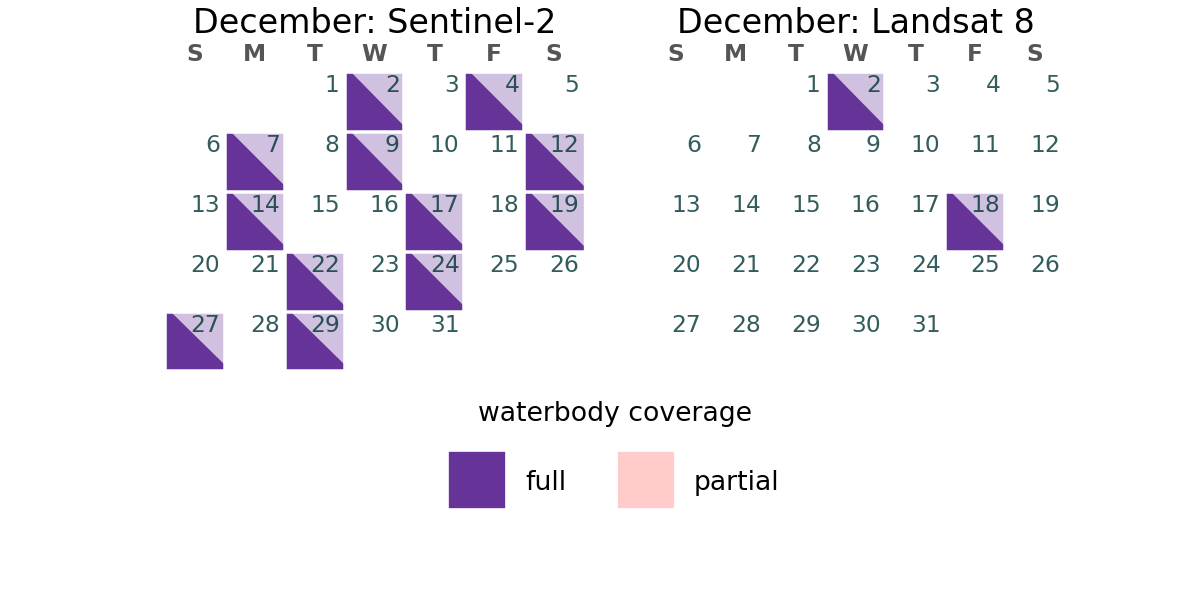 December: Sentinel-2
S M T W T F S
1 2 3 4 5
6 7 8 9 10 11 12
13 14 15 16 17 18 19
20 21 22 23 24 25 26
27 28 29 30 31
December: Landsat 8
S M T W T F S
1 2 3 4 5
6 7 8 9 10 11 12
13 14 15 16 17 18 19
20 21 22 23 24 25 26
27 28 29 30 31
waterbody coverage
full partial